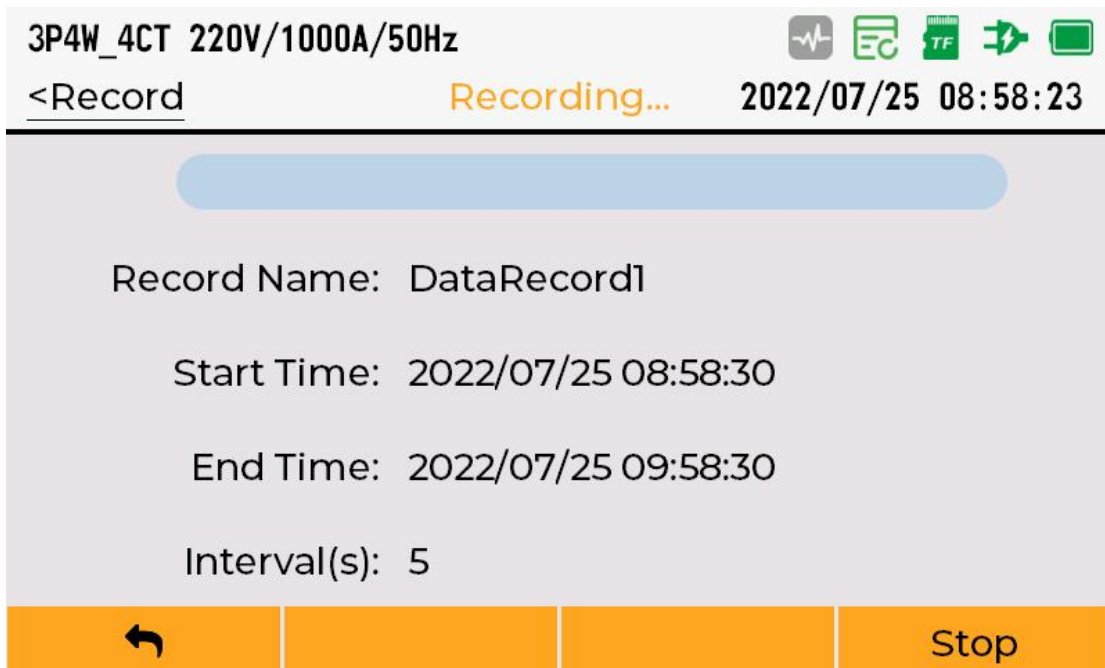 3P4W_4CT 220V/1000A/50Hz
TF
<Record Recording... 2022/07/25 08:58:23
Record Name: DataRecord1
Start Time: 2022/07/25 08:58:30
End Time: 2022/07/25 09:58:30
Interval(s): 5
Stop